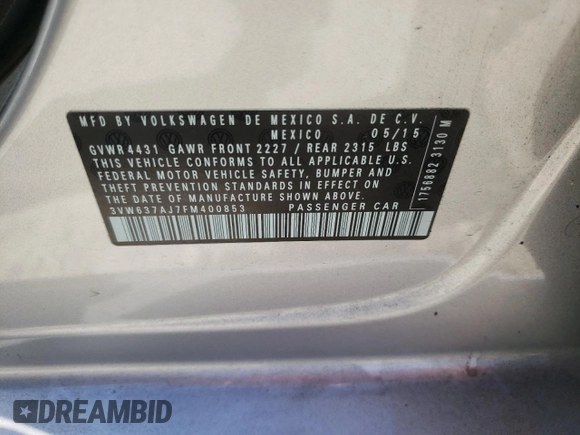 MFD BY VOLKSWAGEN DE MEXICO S.A. DE C.V.
MEXICO 05/15
GVWR4431 GAWR FRONT 2227 / REAR 2315 LBS
THIS VEHICLE CONFORMS TO ALL APPLICABLE U.S.
FEDERAL MOTOR VEHICLE SAFETY, BUMPER AND
THEFT PREVENTION STANDARDS IN EFFECT
ON THE DATE OF MANUFACTURE SHOWN ABOVE.
3VW637AJ7FM400853 PASSENGER CAR
1756882 3130 M
DREAMBID